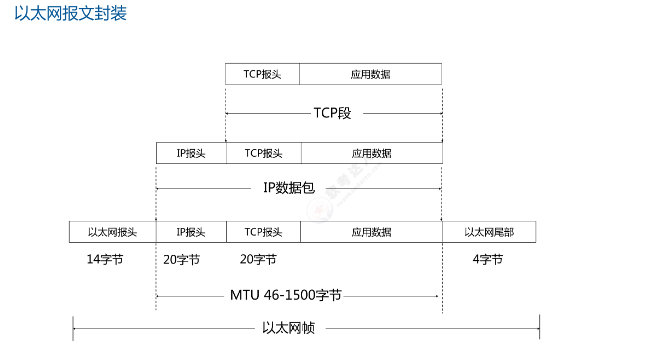 以太网报文封装
TCP报头 应用数据
TCP段
IP报头 TCP报头 应用数据
IP数据包
以太网报头 IP报头 TCP报头 应用数据 以太网尾部
14字节 20字节 20字节 4字节
MTU 46-1500字节
以太网帧